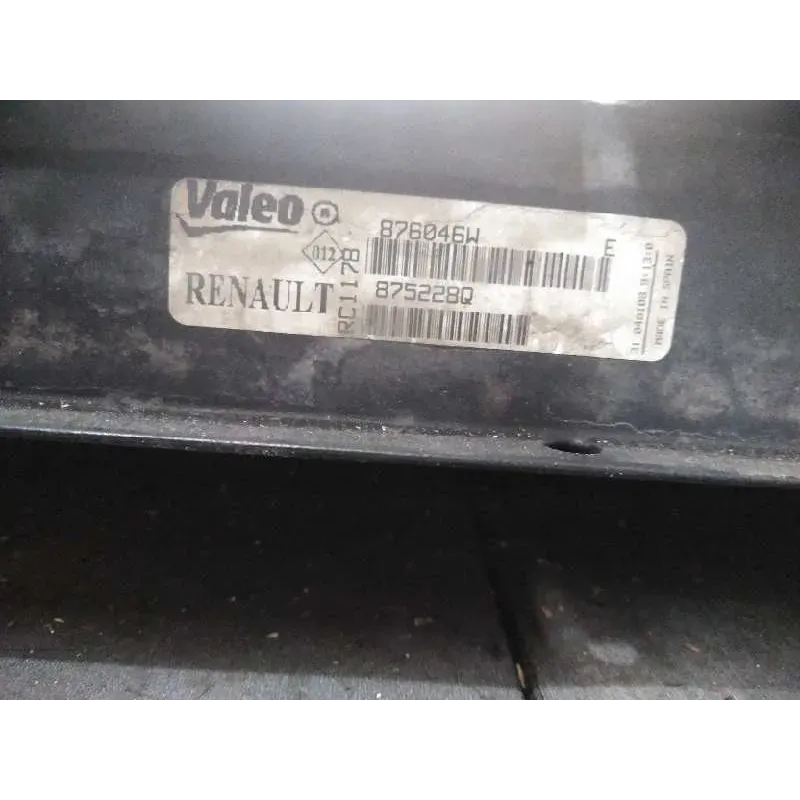 Valeo ®
012
RENAULT
RC1178
876046W
E
875228Q
MADE IN SPAIN